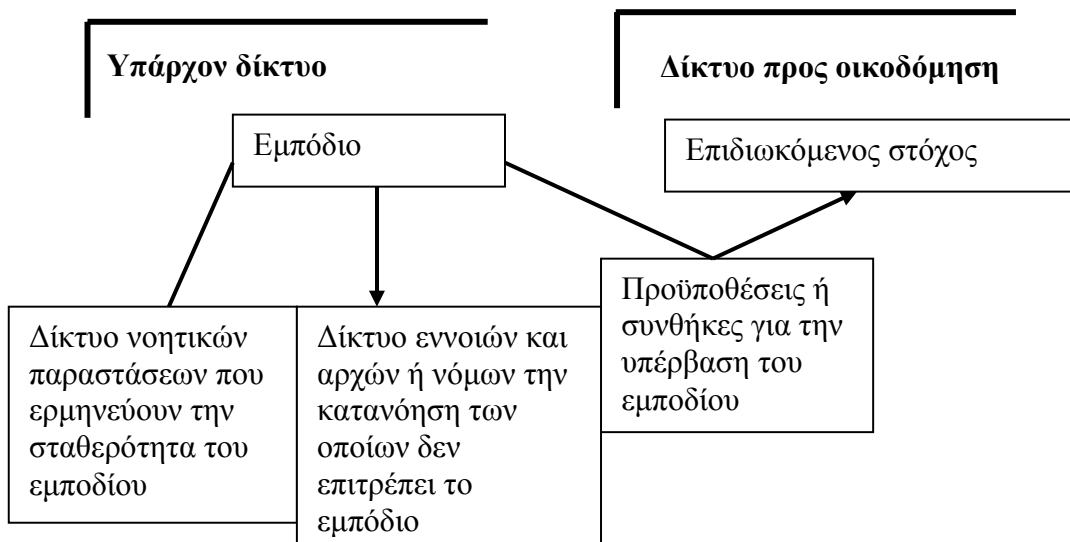 Υπάρχον δίκτυο
Δίκτυο προς οικοδόμηση
Εμπόδιο
Επιδιωκόμενος στόχος
Δίκτυο νοητικών
παραστάσεων που
ερμηνεύουν την
σταθερότητα του
εμποδίου
Δίκτυο εννοιών και
αρχών ή νόμων την
κατανόηση των
οποίων δεν
επιτρέπει το
εμπόδιο
Προϋποθέσεις ή
συνθήκες για την
υπέρβαση του
εμποδίου